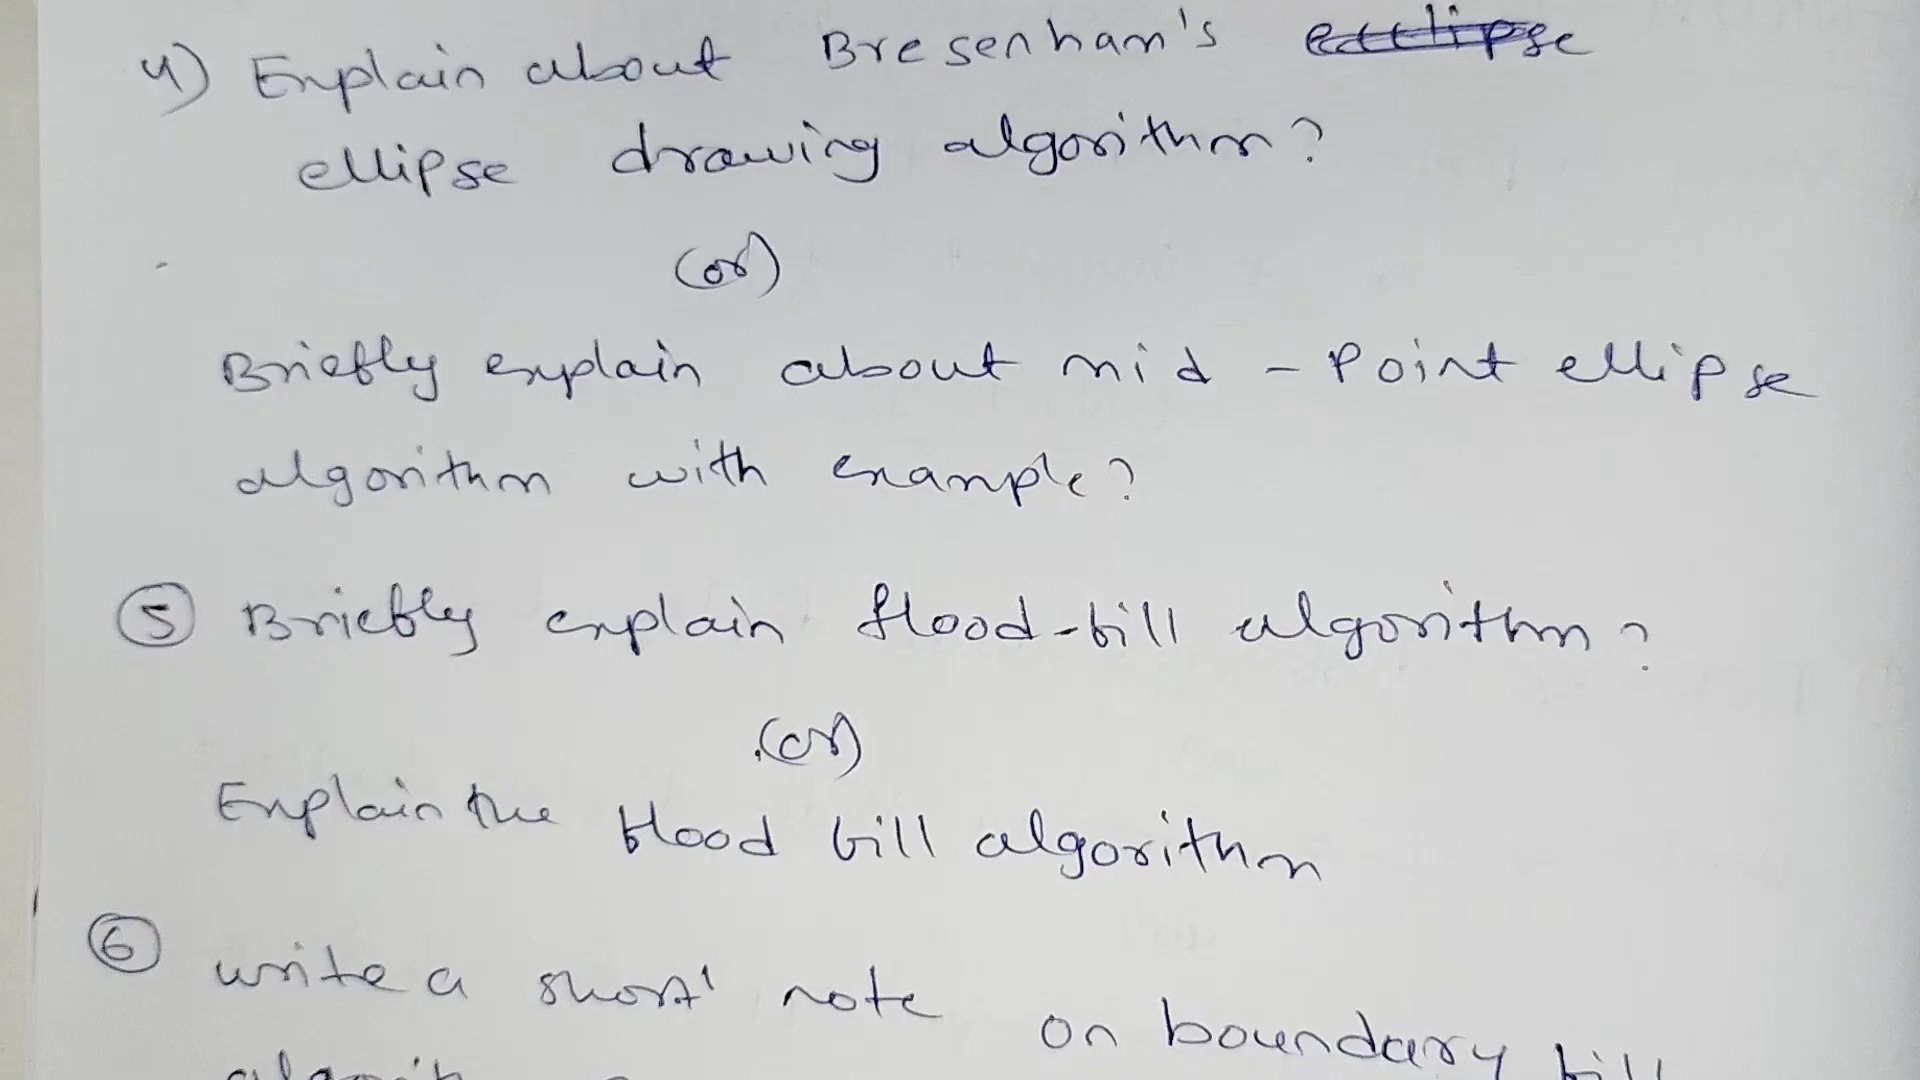 4) Explain about Bresenham's
ellipse drawing algorithm?
(or)
Briefly explain about mid - Point ellipse
algorithm with example?
5 Briefly explain flood-fill algorithm?
(or)
Explain the flood fill algorithm
6 write a short note on boundary fill